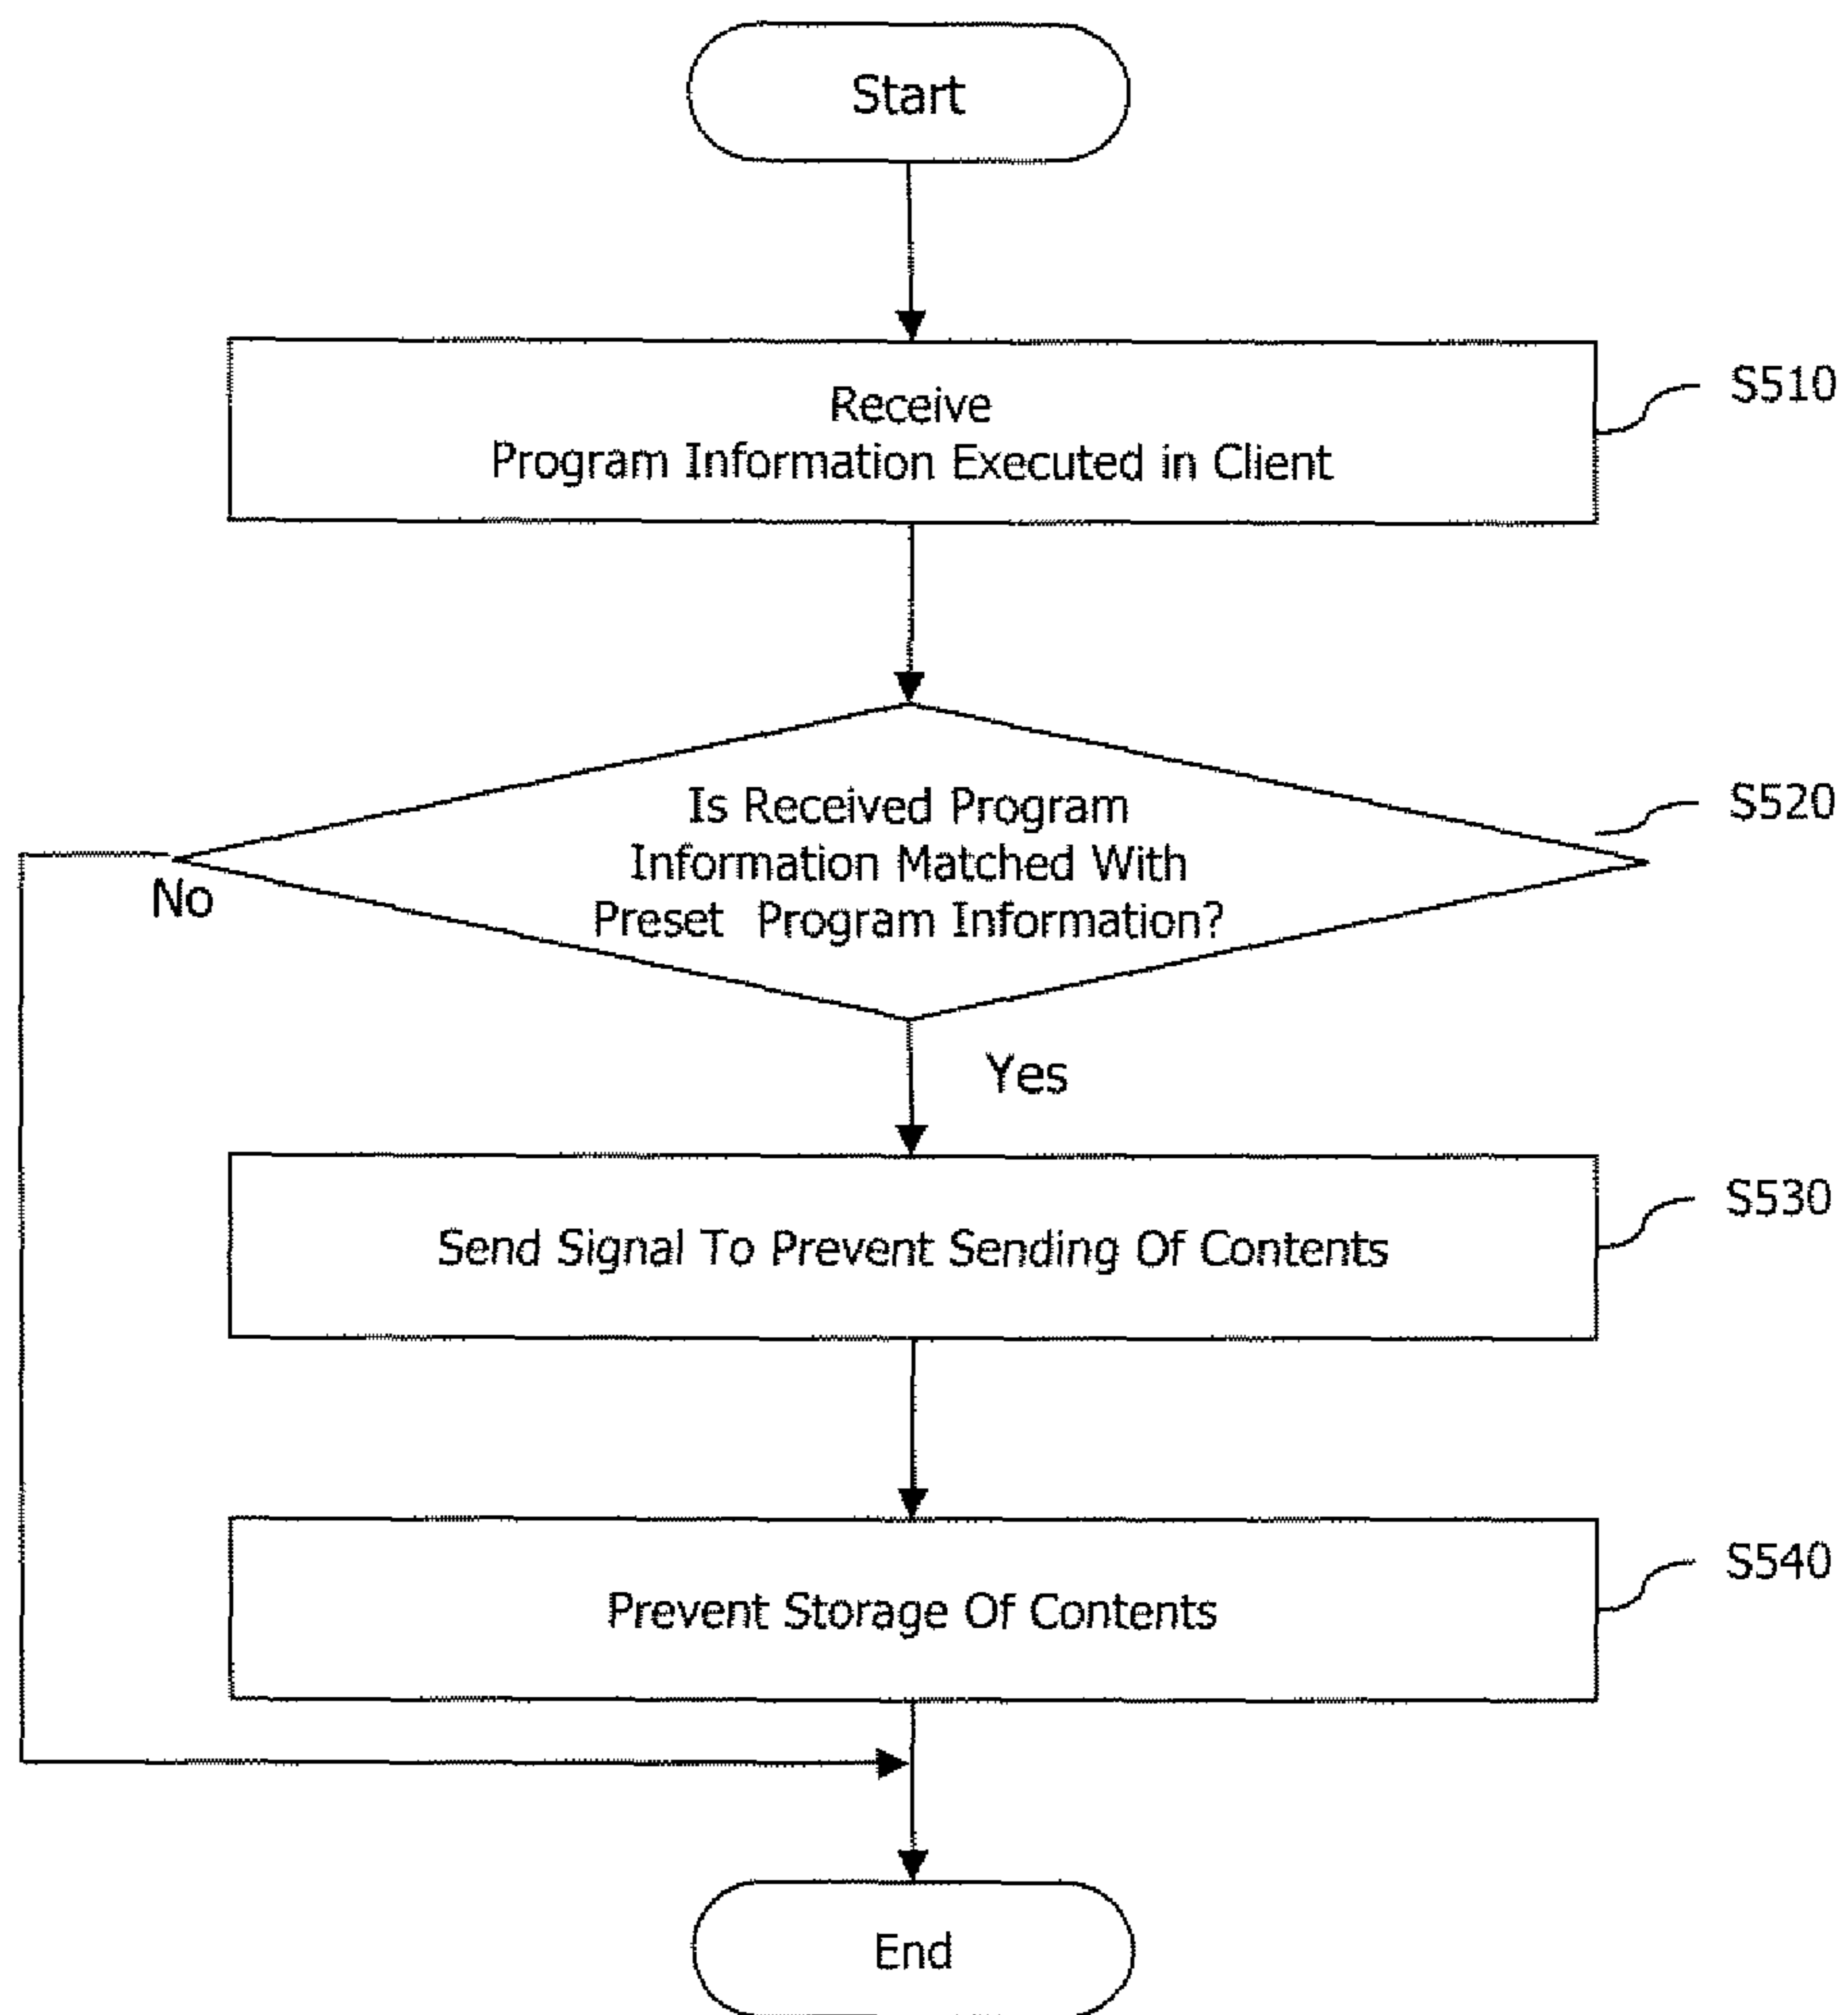 Start
Receive
Program Information Executed in Client
S510
Is Received Program
Information Matched With
Preset Program Information?
S520
No
Yes
Send Signal To Prevent Sending Of Contents
S530
Prevent Storage Of Contents
S540
End